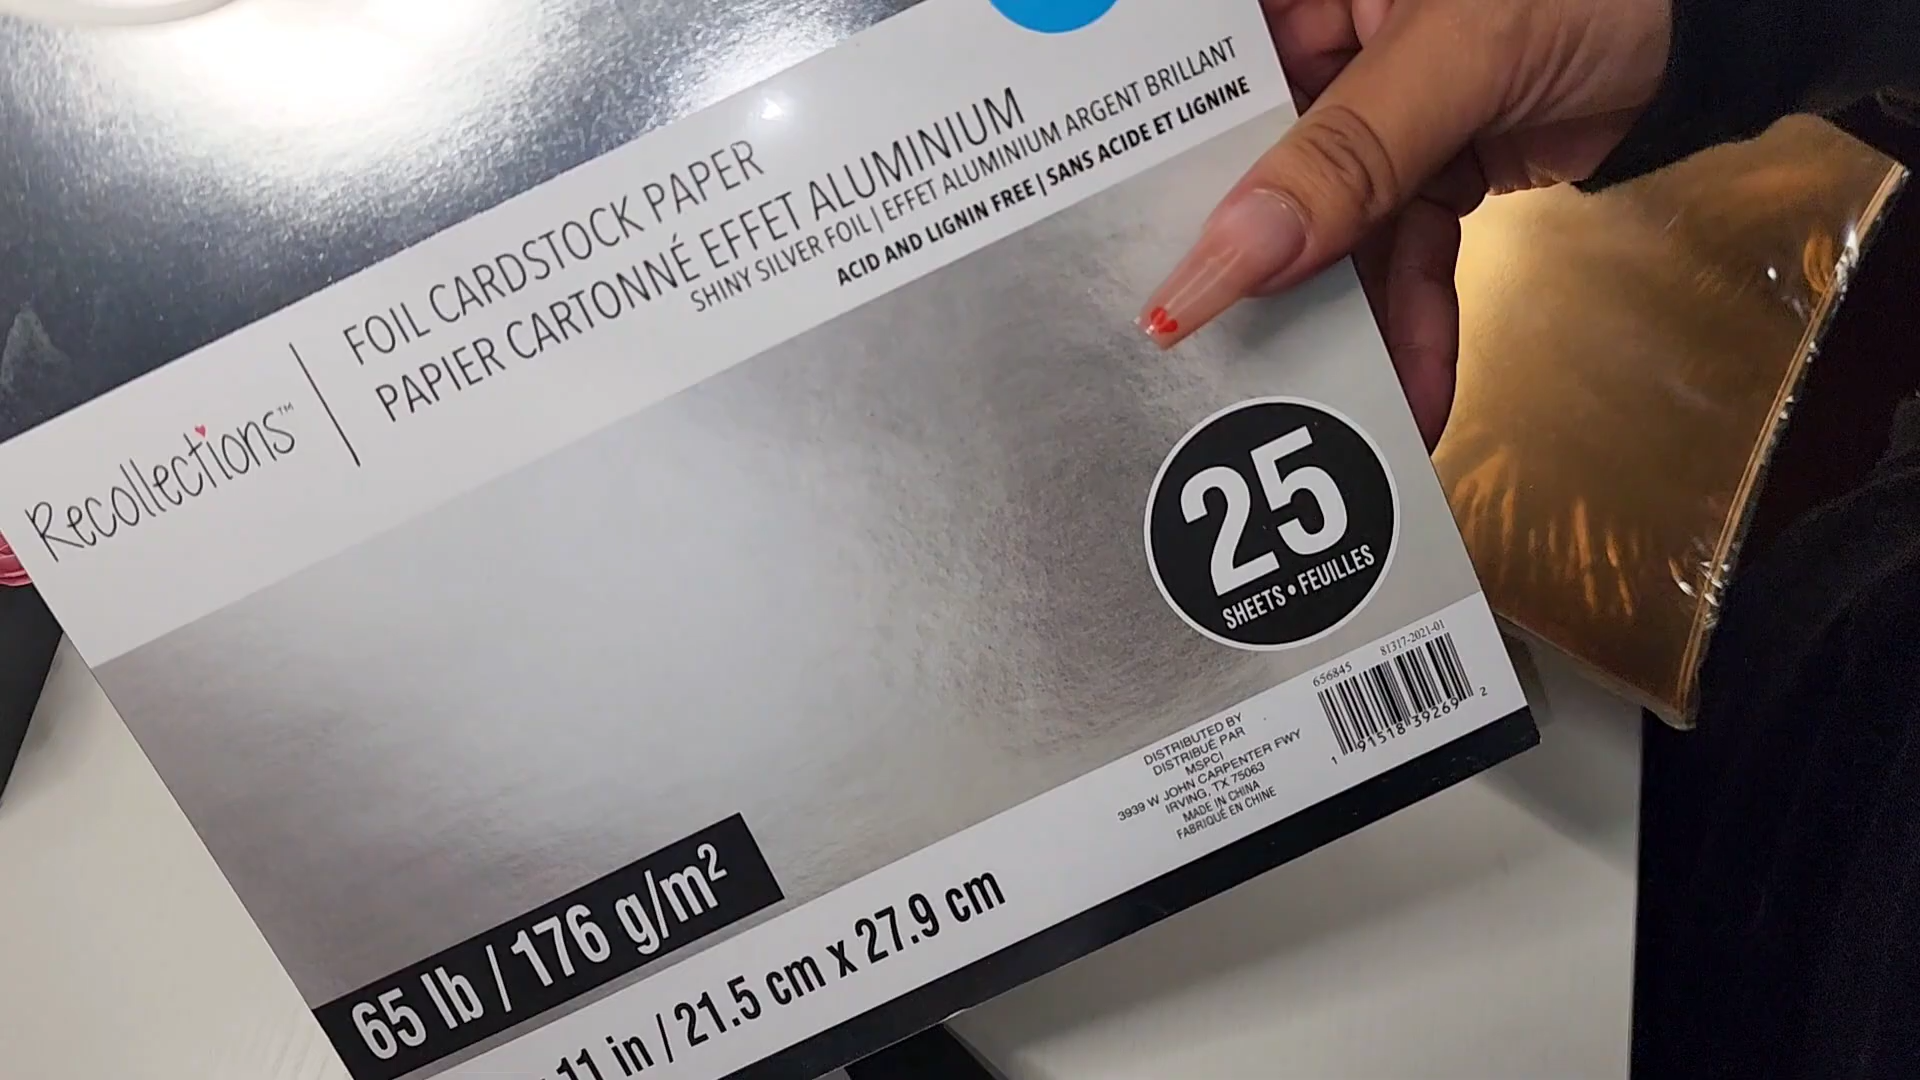 Recollections™
FOIL CARDSTOCK PAPER
PAPIER CARTONNÉ EFFET ALUMINIUM
SHINY SILVER FOIL | EFFET ALUMINIUM ARGENT BRILLANT
ACID AND LIGNIN FREE | SANS ACIDE ET LIGNINE
25
SHEETS • FEUILLES
656845 81317-2021-01
1 91518 39269 2
DISTRIBUTED BY
DISTRIBUÉ PAR
MSPCI
3939 W JOHN CARPENTER FWY
IRVING, TX 75063
MADE IN CHINA
FABRIQUÉ EN CHINE
65 lb / 176 g/m²
11 in / 21.5 cm x 27.9 cm